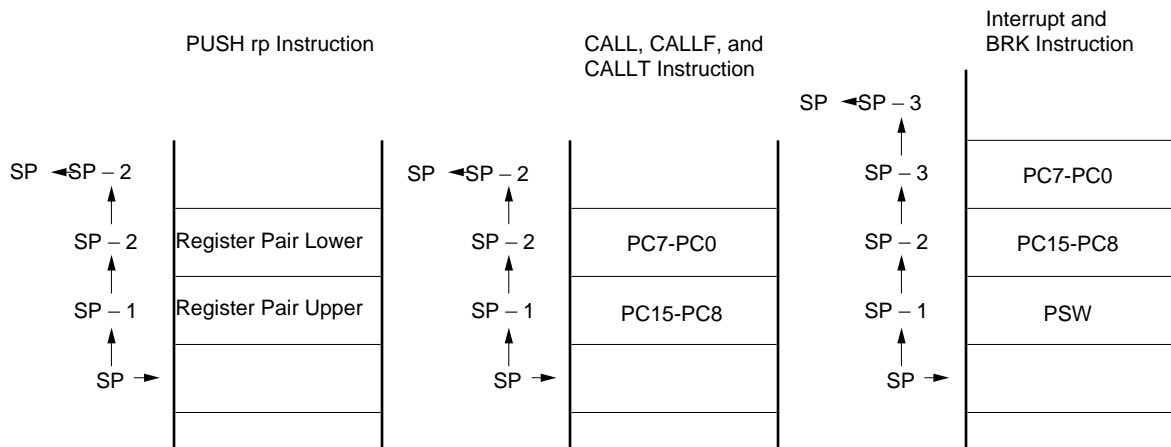 PUSH rp Instruction
SP
SP – 2
SP – 2
Register Pair Lower
SP – 1
Register Pair Upper
SP
CALL, CALLF, and
CALLT Instruction
SP
SP – 2
SP – 2
PC7-PC0
SP – 1
PC15-PC8
SP
Interrupt and
BRK Instruction
SP
SP – 3
SP – 3
PC7-PC0
SP – 2
PC15-PC8
SP – 1
PSW
SP